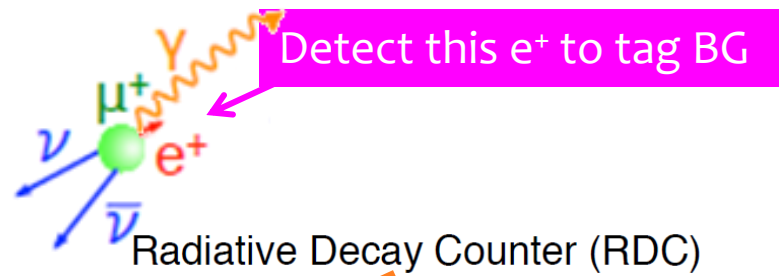 γ
Detect this e⁺ to tag BG
μ⁺
ν
e⁺
ν̅
Radiative Decay Counter (RDC)